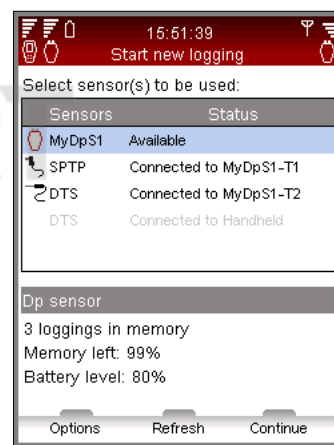 15:51:39
Start new logging
Select sensor(s) to be used:
Sensors Status
MyDpS1 Available
SPTP Connected to MyDpS1-T1
DTS Connected to MyDpS1-T2
DTS Connected to Handheld
Dp sensor
3 loggings in memory
Memory left: 99%
Battery level: 80%
Options Refresh Continue